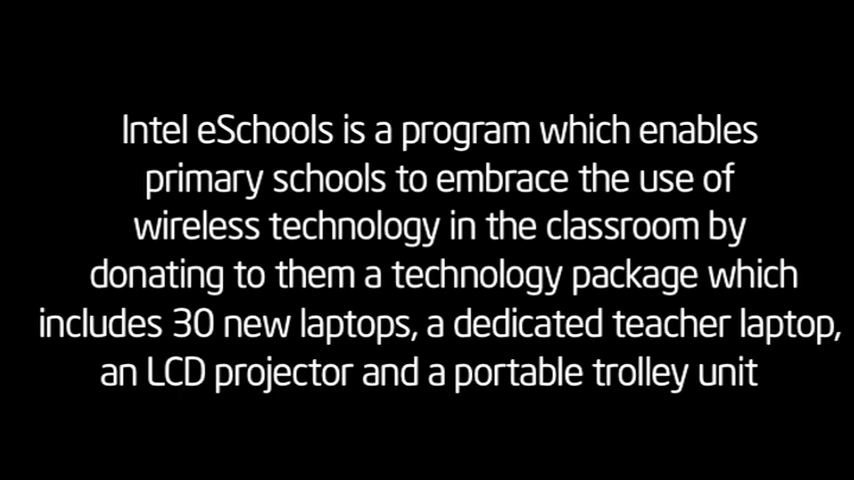 Intel eSchools is a program which enables
primary schools to embrace the use of
wireless technology in the classroom by
donating to them a technology package which
includes 30 new laptops, a dedicated teacher laptop,
an LCD projector and a portable trolley unit